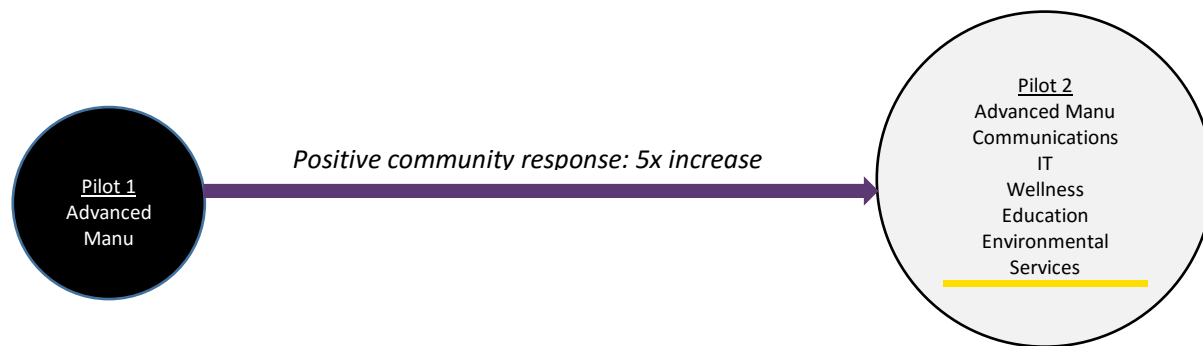 Pilot 1
Advanced
Manu
Positive community response: 5x increase
Pilot 2
Advanced Manu
Communications
IT
Wellness
Education
Environmental
Services